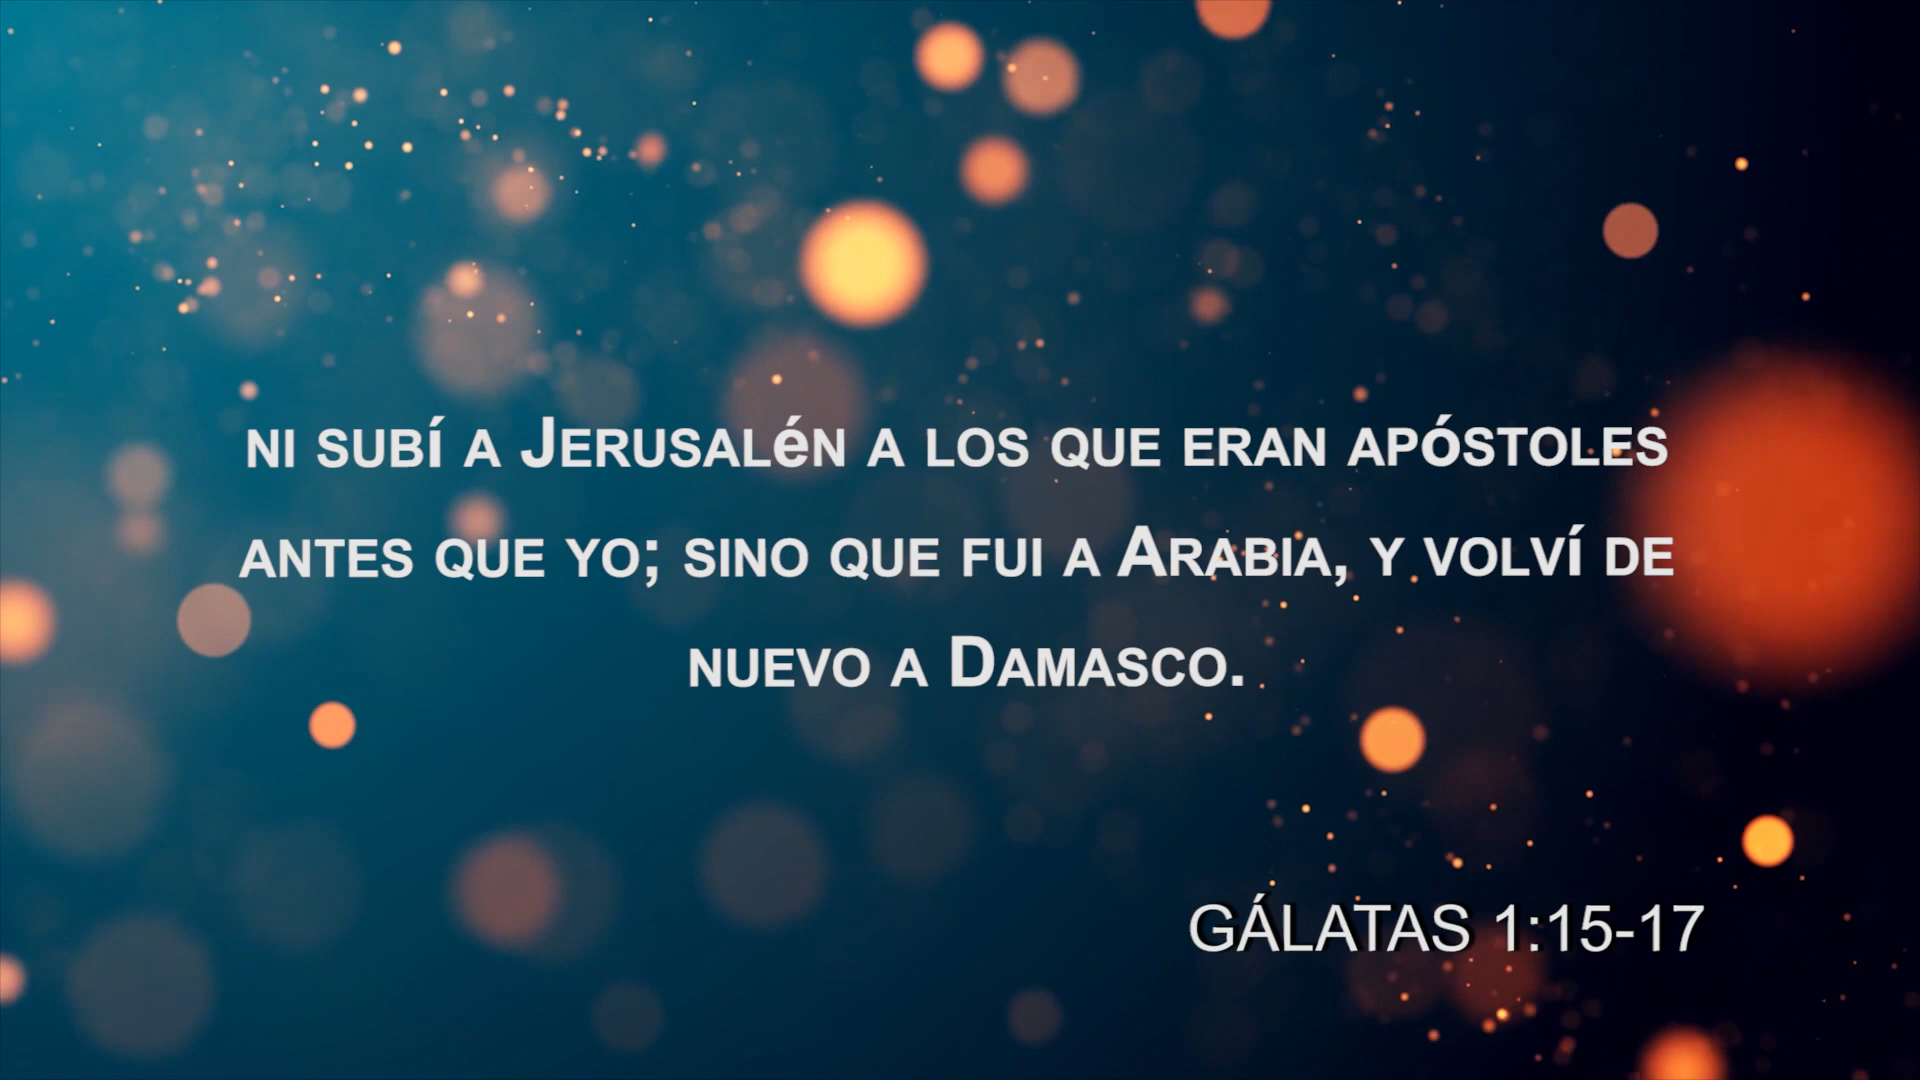 ni subí a Jerusalén a los que eran apóstoles
antes que yo; sino que fui a Arabia, y volví de
nuevo a Damasco.
GÁLATAS 1:15-17